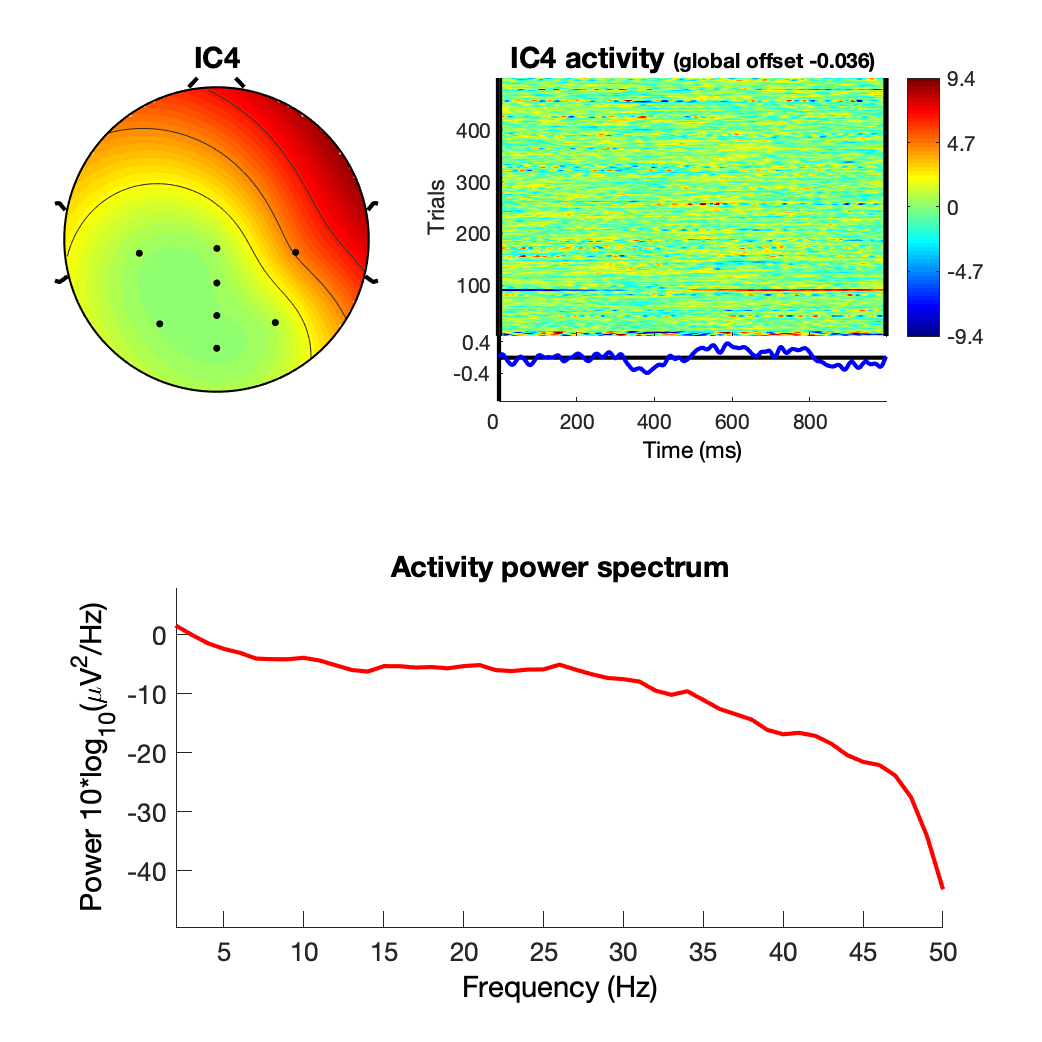 IC4
IC4 activity (global offset -0.036)
Trials
400
300
200
100
0.4
-0.4
0 200 400 600 800
Time (ms)
9.4
4.7
0
-4.7
-9.4
Activity power spectrum
Power 10*log10(μV2/Hz)
0
-10
-20
-30
-40
5 10 15 20 25 30 35 40 45 50
Frequency (Hz)